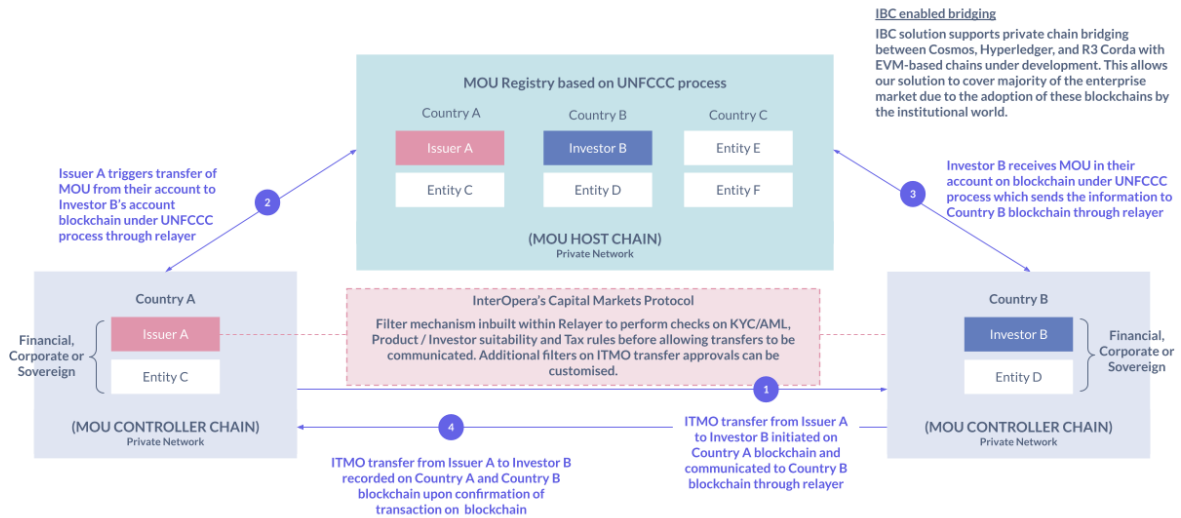 IBC enabled bridging
IBC solution supports private chain bridging
between Cosmos, Hyperledger, and R3 Corda with
EVM-based chains under development. This allows
our solution to cover majority of the enterprise
market due to the adoption of these blockchains by
the institutional world.
MOU Registry based on UNFCCC process
Country A
Country B
Country C
Issuer A
Investor B
Entity E
Entity C
Entity D
Entity F
(MOU HOST CHAIN)
Private Network
Issuer A triggers transfer of
MOU from their account to
Investor B's account
blockchain under UNFCCC
process through relayer
2
3
Investor B receives MOU in their
account on blockchain under UNFCCC
process which sends the information to
Country B blockchain through relayer
Country A
Financial,
Corporate or
Sovereign
Issuer A
Entity C
(MOU CONTROLLER CHAIN)
Private Network
InterOpera's Capital Markets Protocol
Filter mechanism inbuilt within Relayer to perform checks on KYC/AML,
Product / Investor suitability and Tax rules before allowing transfers to be
communicated. Additional filters on ITMO transfer approvals can be
customised.
Country B
Investor B
Entity D
Financial,
Corporate or
Sovereign
(MOU CONTROLLER CHAIN)
Private Network
1
ITMO transfer from Issuer A
to Investor B initiated on
Country A blockchain and
communicated to Country B
blockchain through relayer
4
ITMO transfer from Issuer A to Investor B
recorded on Country A and Country B
blockchain upon confirmation of
transaction on blockchain